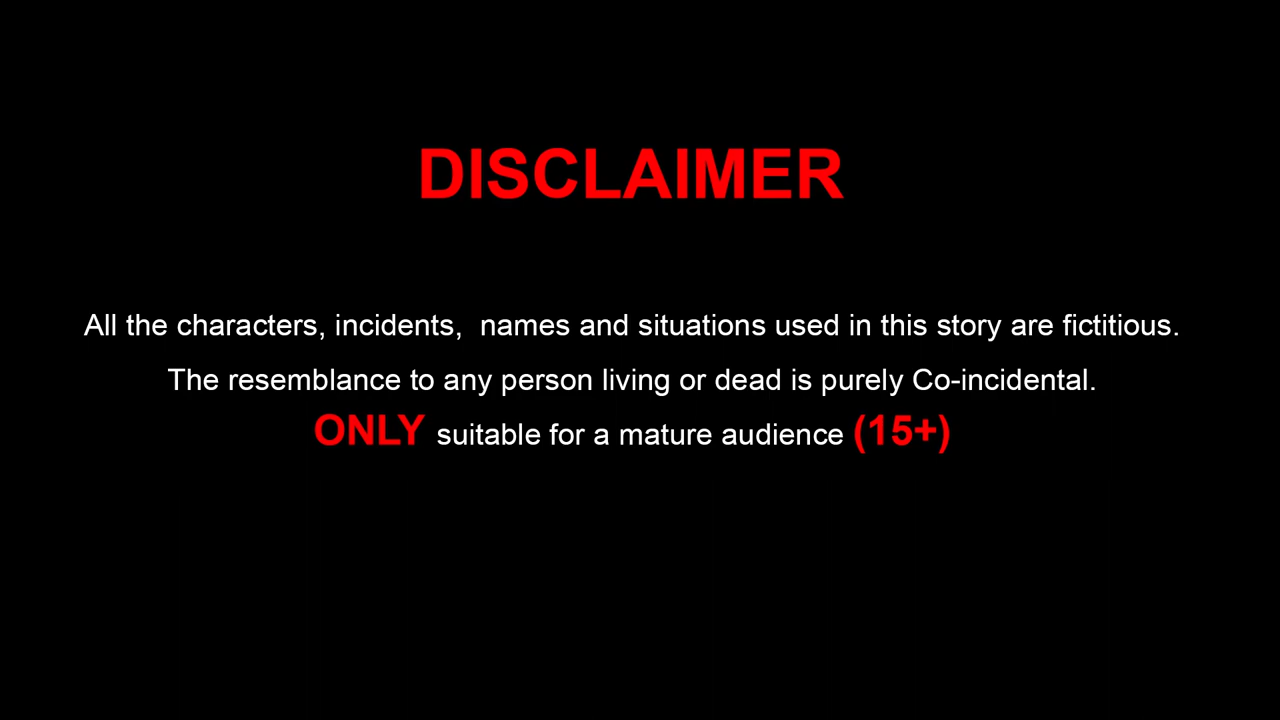 DISCLAIMER
All the characters, incidents,  names and situations used in this story are fictitious.
The resemblance to any person living or dead is purely Co-incidental.
ONLY suitable for a mature audience (15+)